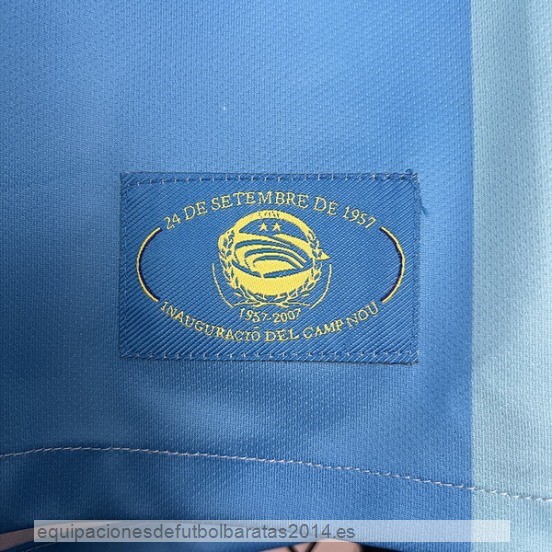 24 DE SETEMBRE DE 1957
1957-2007
INAUGURACIÓ DEL CAMP NOU
equipacionesdefutbolbaratas2014.es